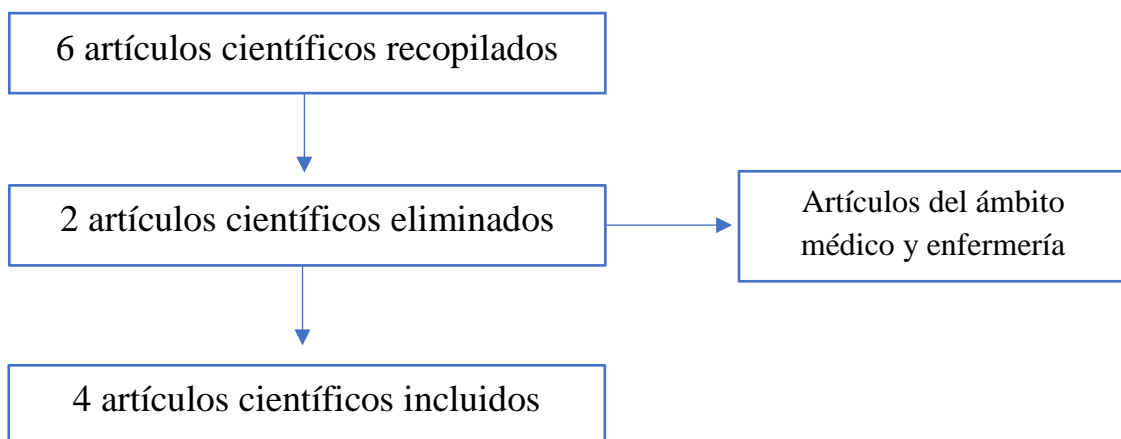 6 artículos científicos recopilados
2 artículos científicos eliminados
Artículos del ámbito
médico y enfermería
4 artículos científicos incluidos